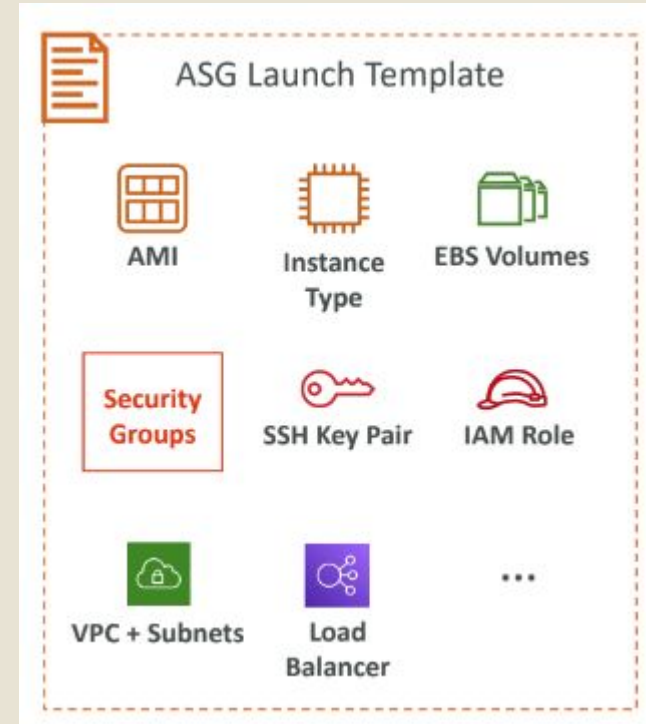 ASG Launch Template
AMI
Instance
Type
EBS Volumes
Security
Groups
SSH Key Pair
IAM Role
VPC + Subnets
Load
Balancer
...